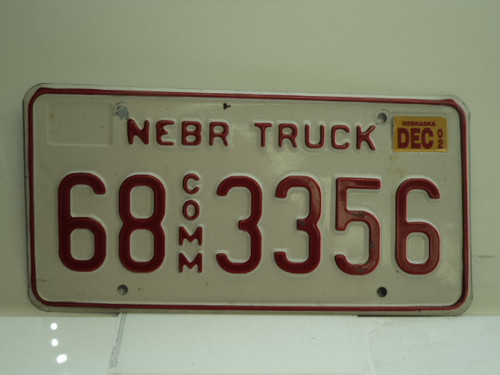 NEBR TRUCK
NEBRASKA
DEC 02
68 COMM 3356